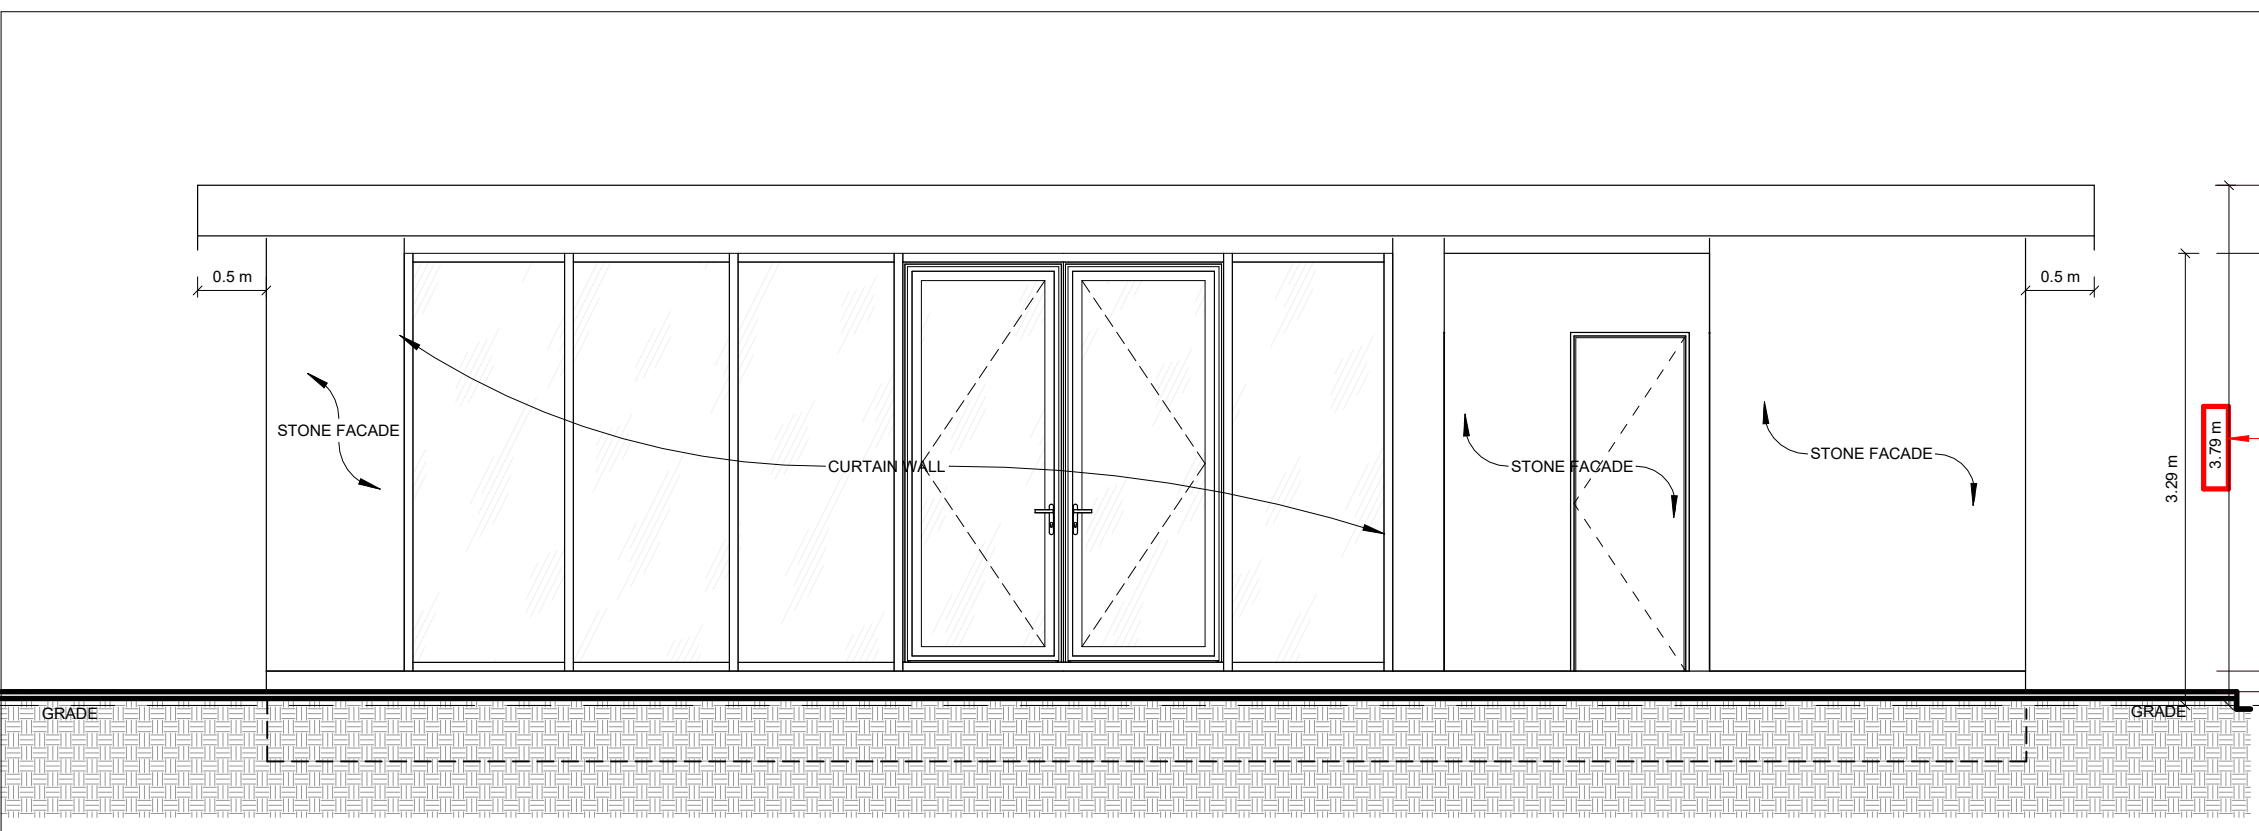 0.5 m
0.5 m
STONE FACADE
CURTAIN WALL
STONE FACADE
STONE FACADE
3.29 m
3.79 m
GRADE
GRADE